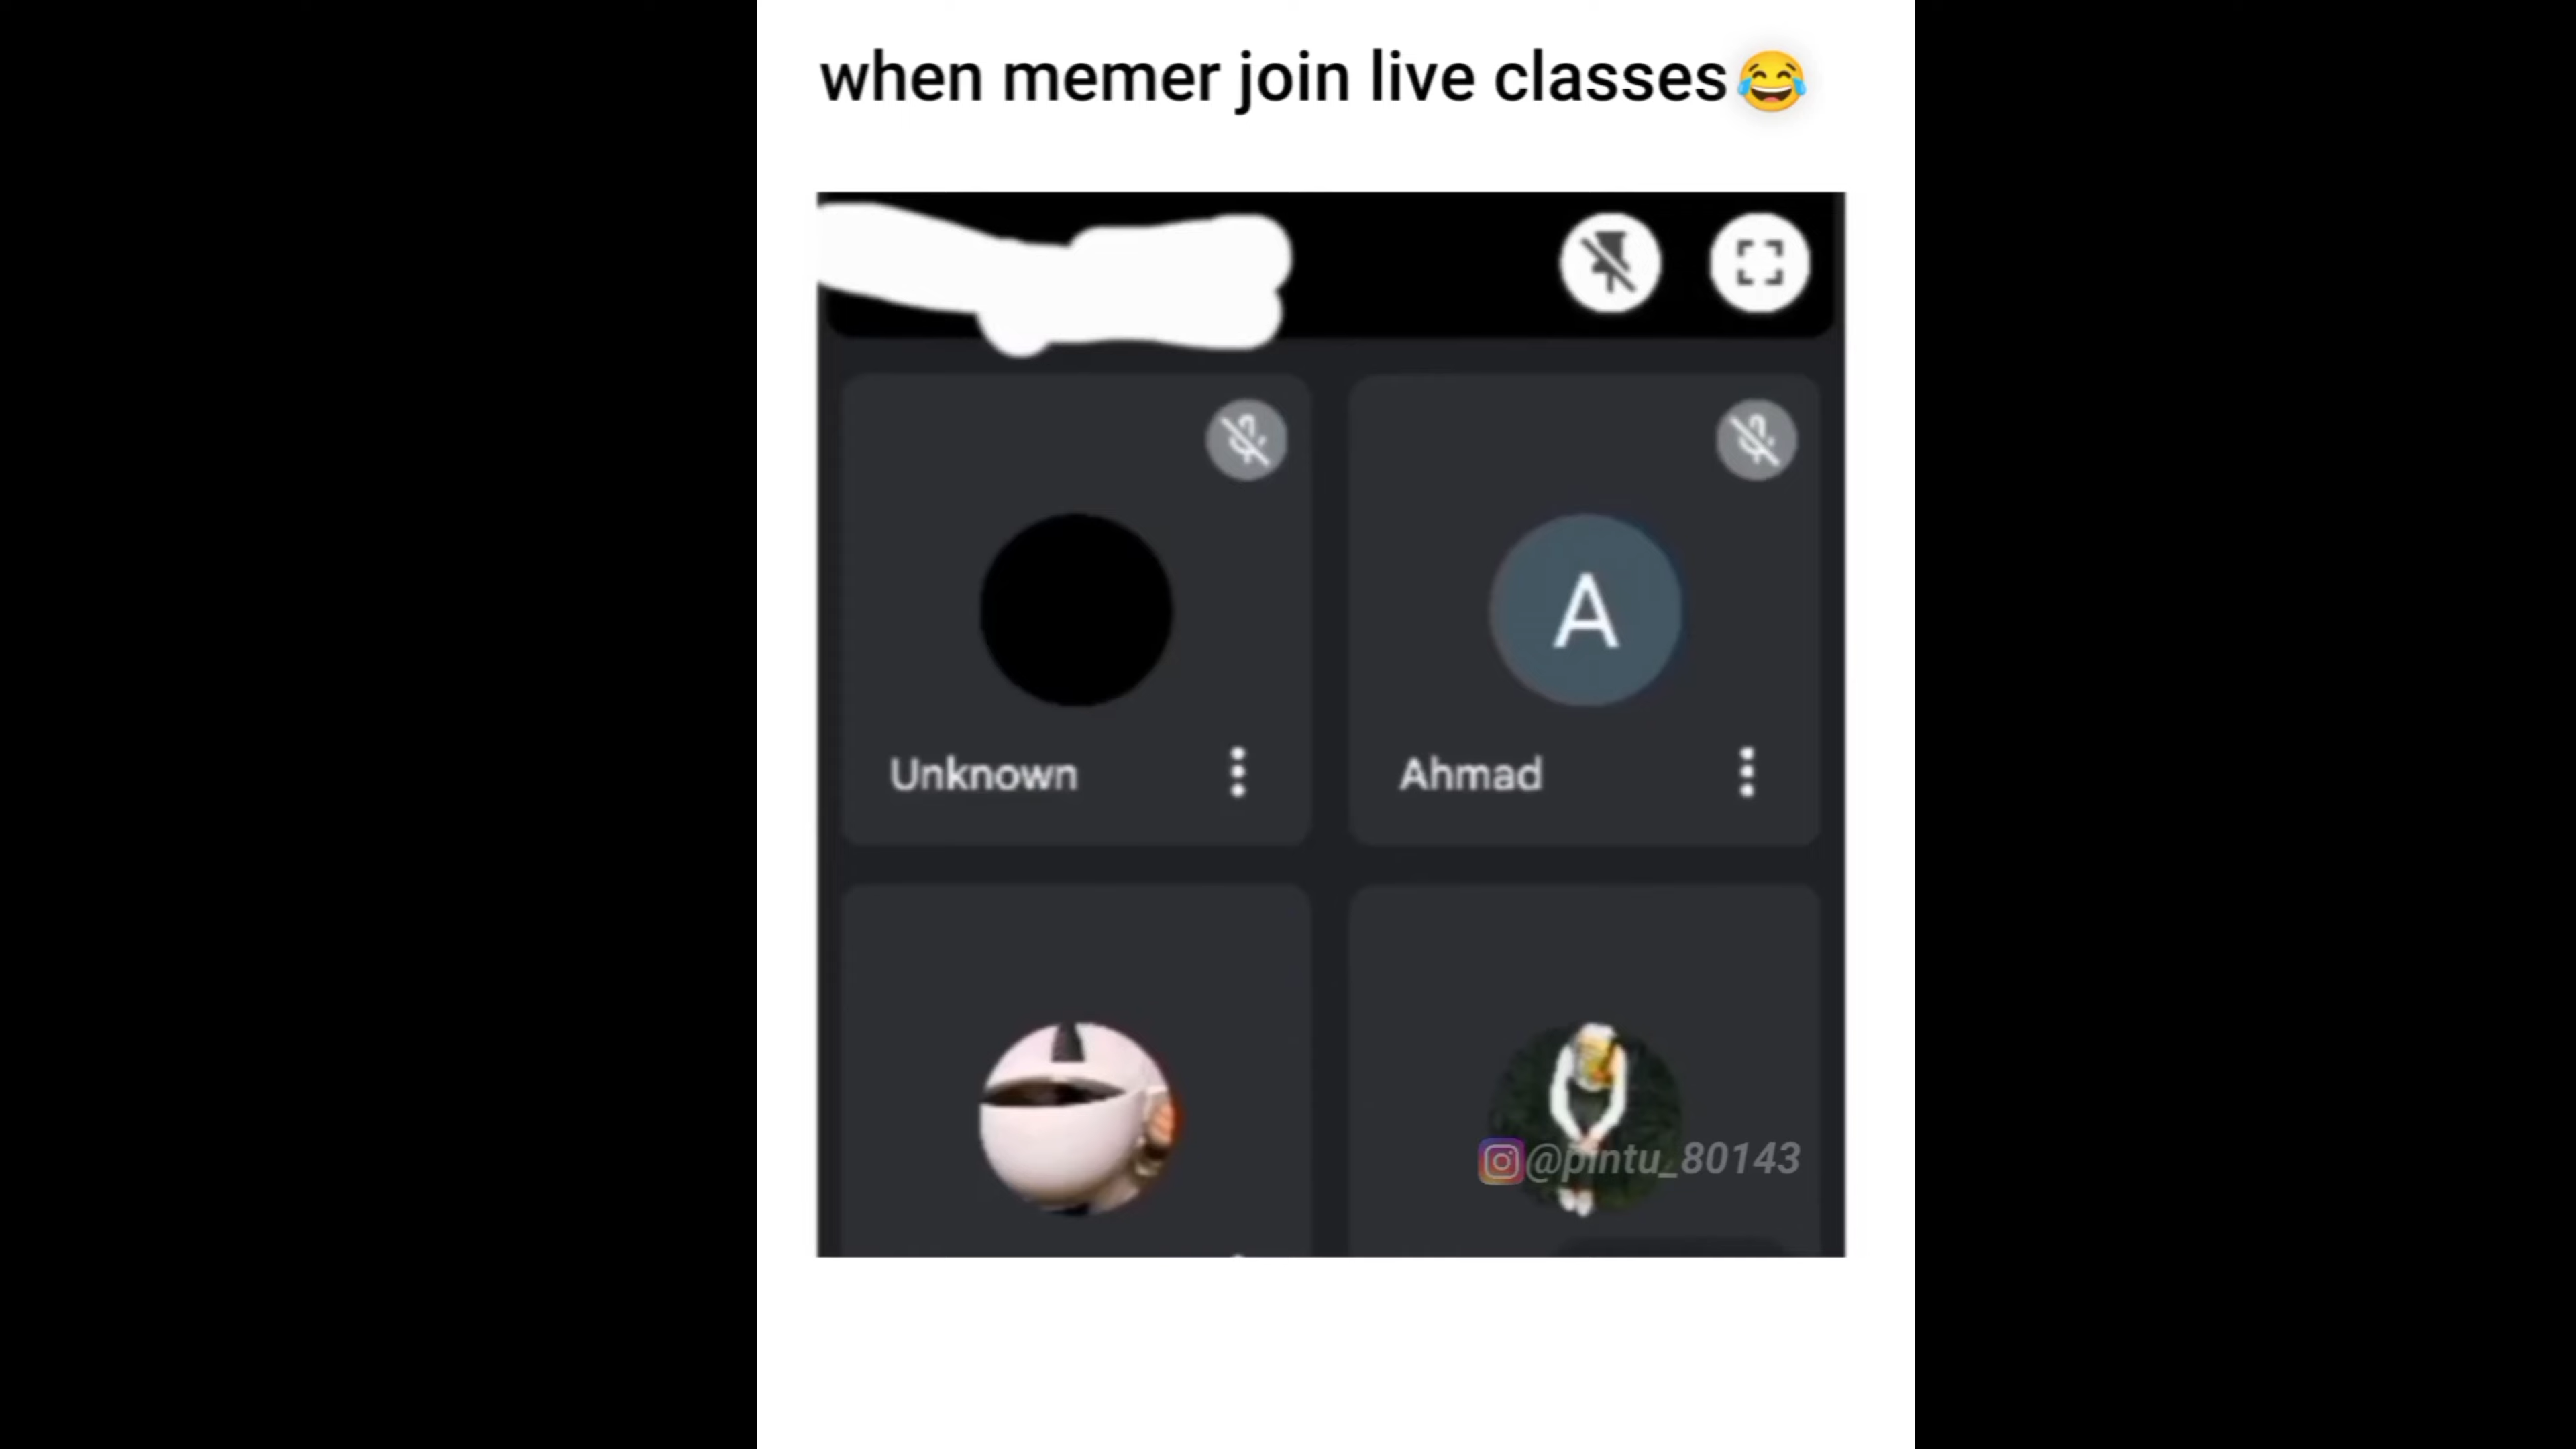 when memer join live classes😂
A
Unknown
Ahmad
@pintu_80143